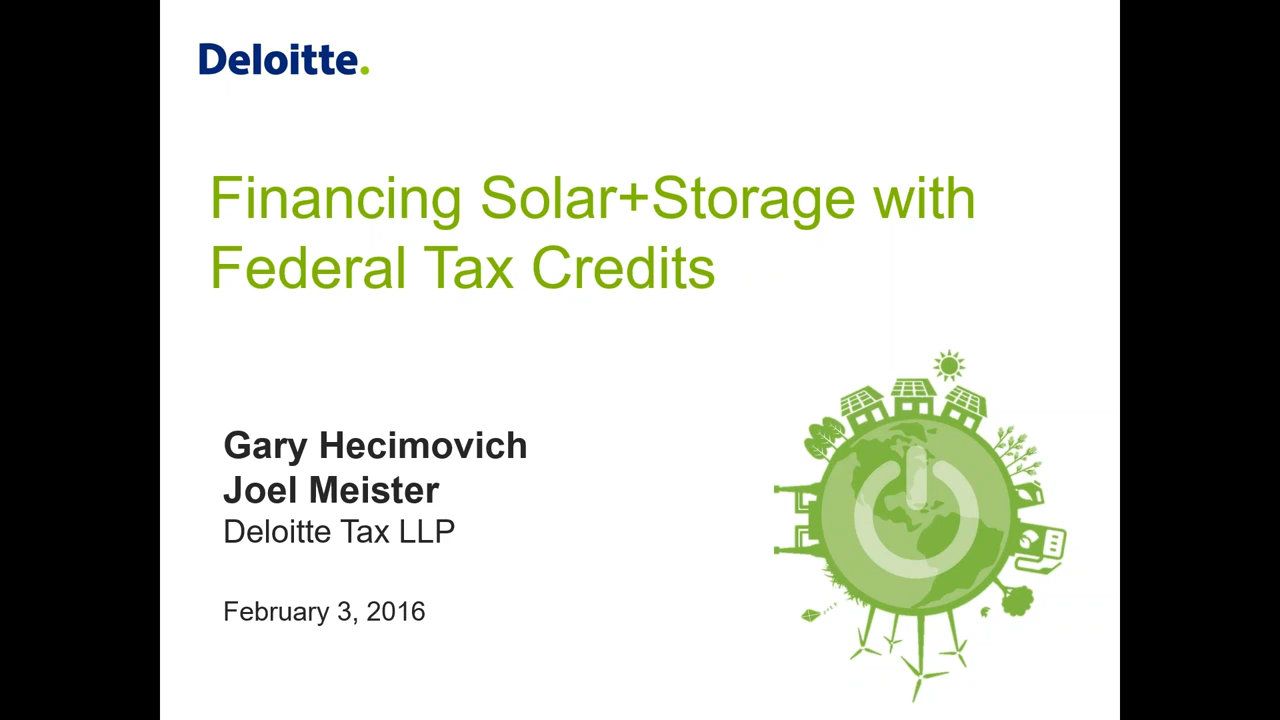 Deloitte.
Financing Solar+Storage with
Federal Tax Credits
Gary Hecimovich
Joel Meister
Deloitte Tax LLP
February 3, 2016